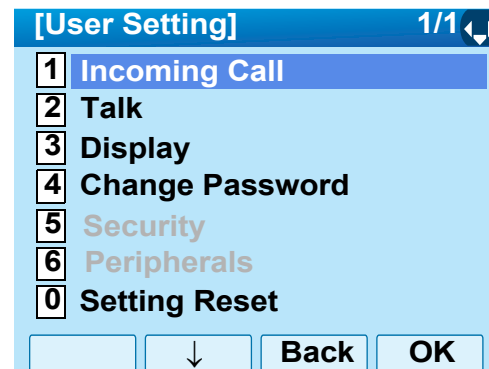 [User Setting] 1/1
1 Incoming Call
2 Talk
3 Display
4 Change Password
5 Security
6 Peripherals
0 Setting Reset
↓ Back OK